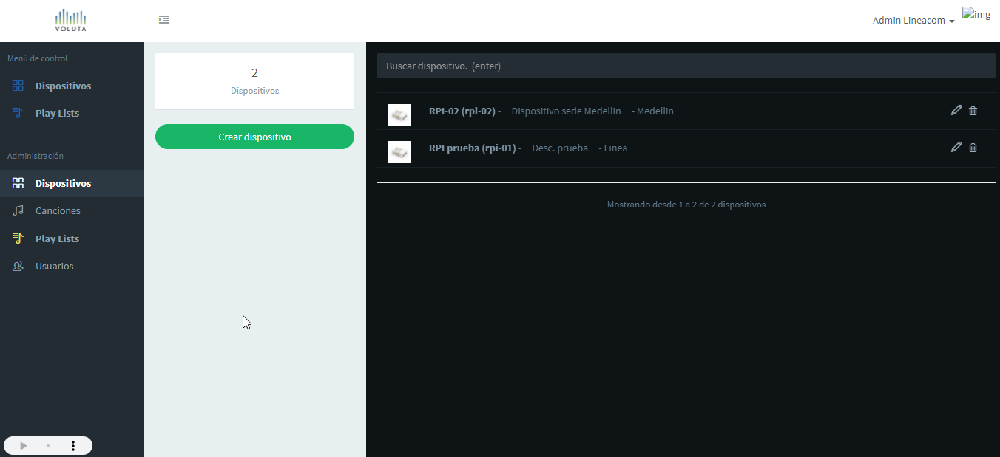 VOLUTA
Admin Lineacom
img
Menú de control
Dispositivos
Play Lists
Administración
Dispositivos
Canciones
Play Lists
Usuarios
2
Dispositivos
Crear dispositivo
Buscar dispositivo. (enter)
RPI-02 (rpi-02) - Dispositivo sede Medellin - Medellin
RPI prueba (rpi-01) - Desc. prueba - Linea
Mostrando desde 1 a 2 de 2 dispositivos